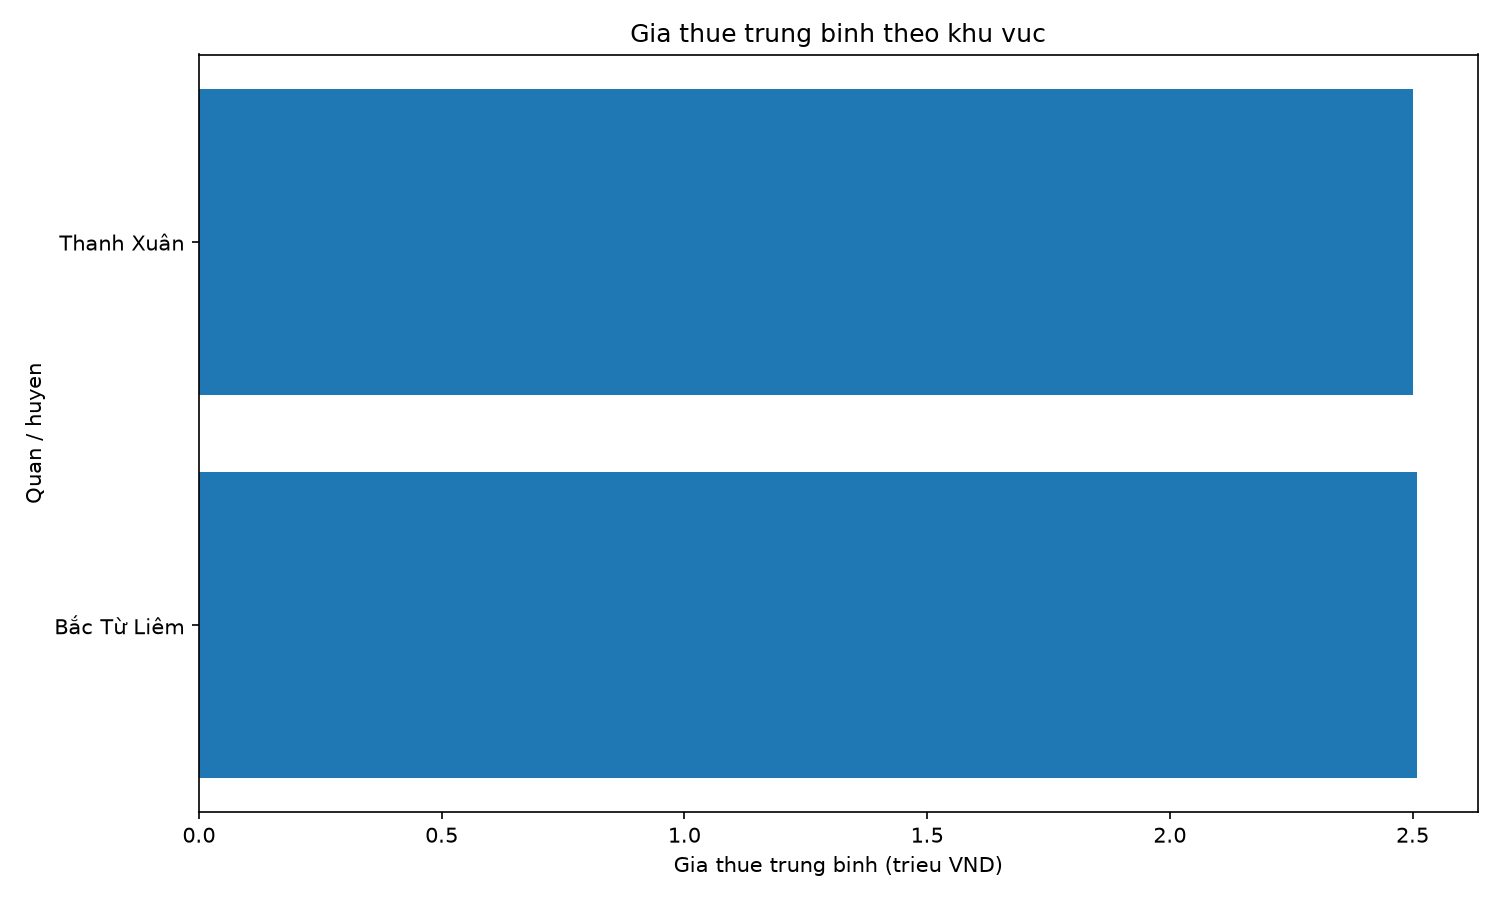 Gia thue trung binh theo khu vuc
Quan / huyen
Thanh Xuân
Bắc Từ Liêm
0.0 0.5 1.0 1.5 2.0 2.5
Gia thue trung binh (trieu VND)